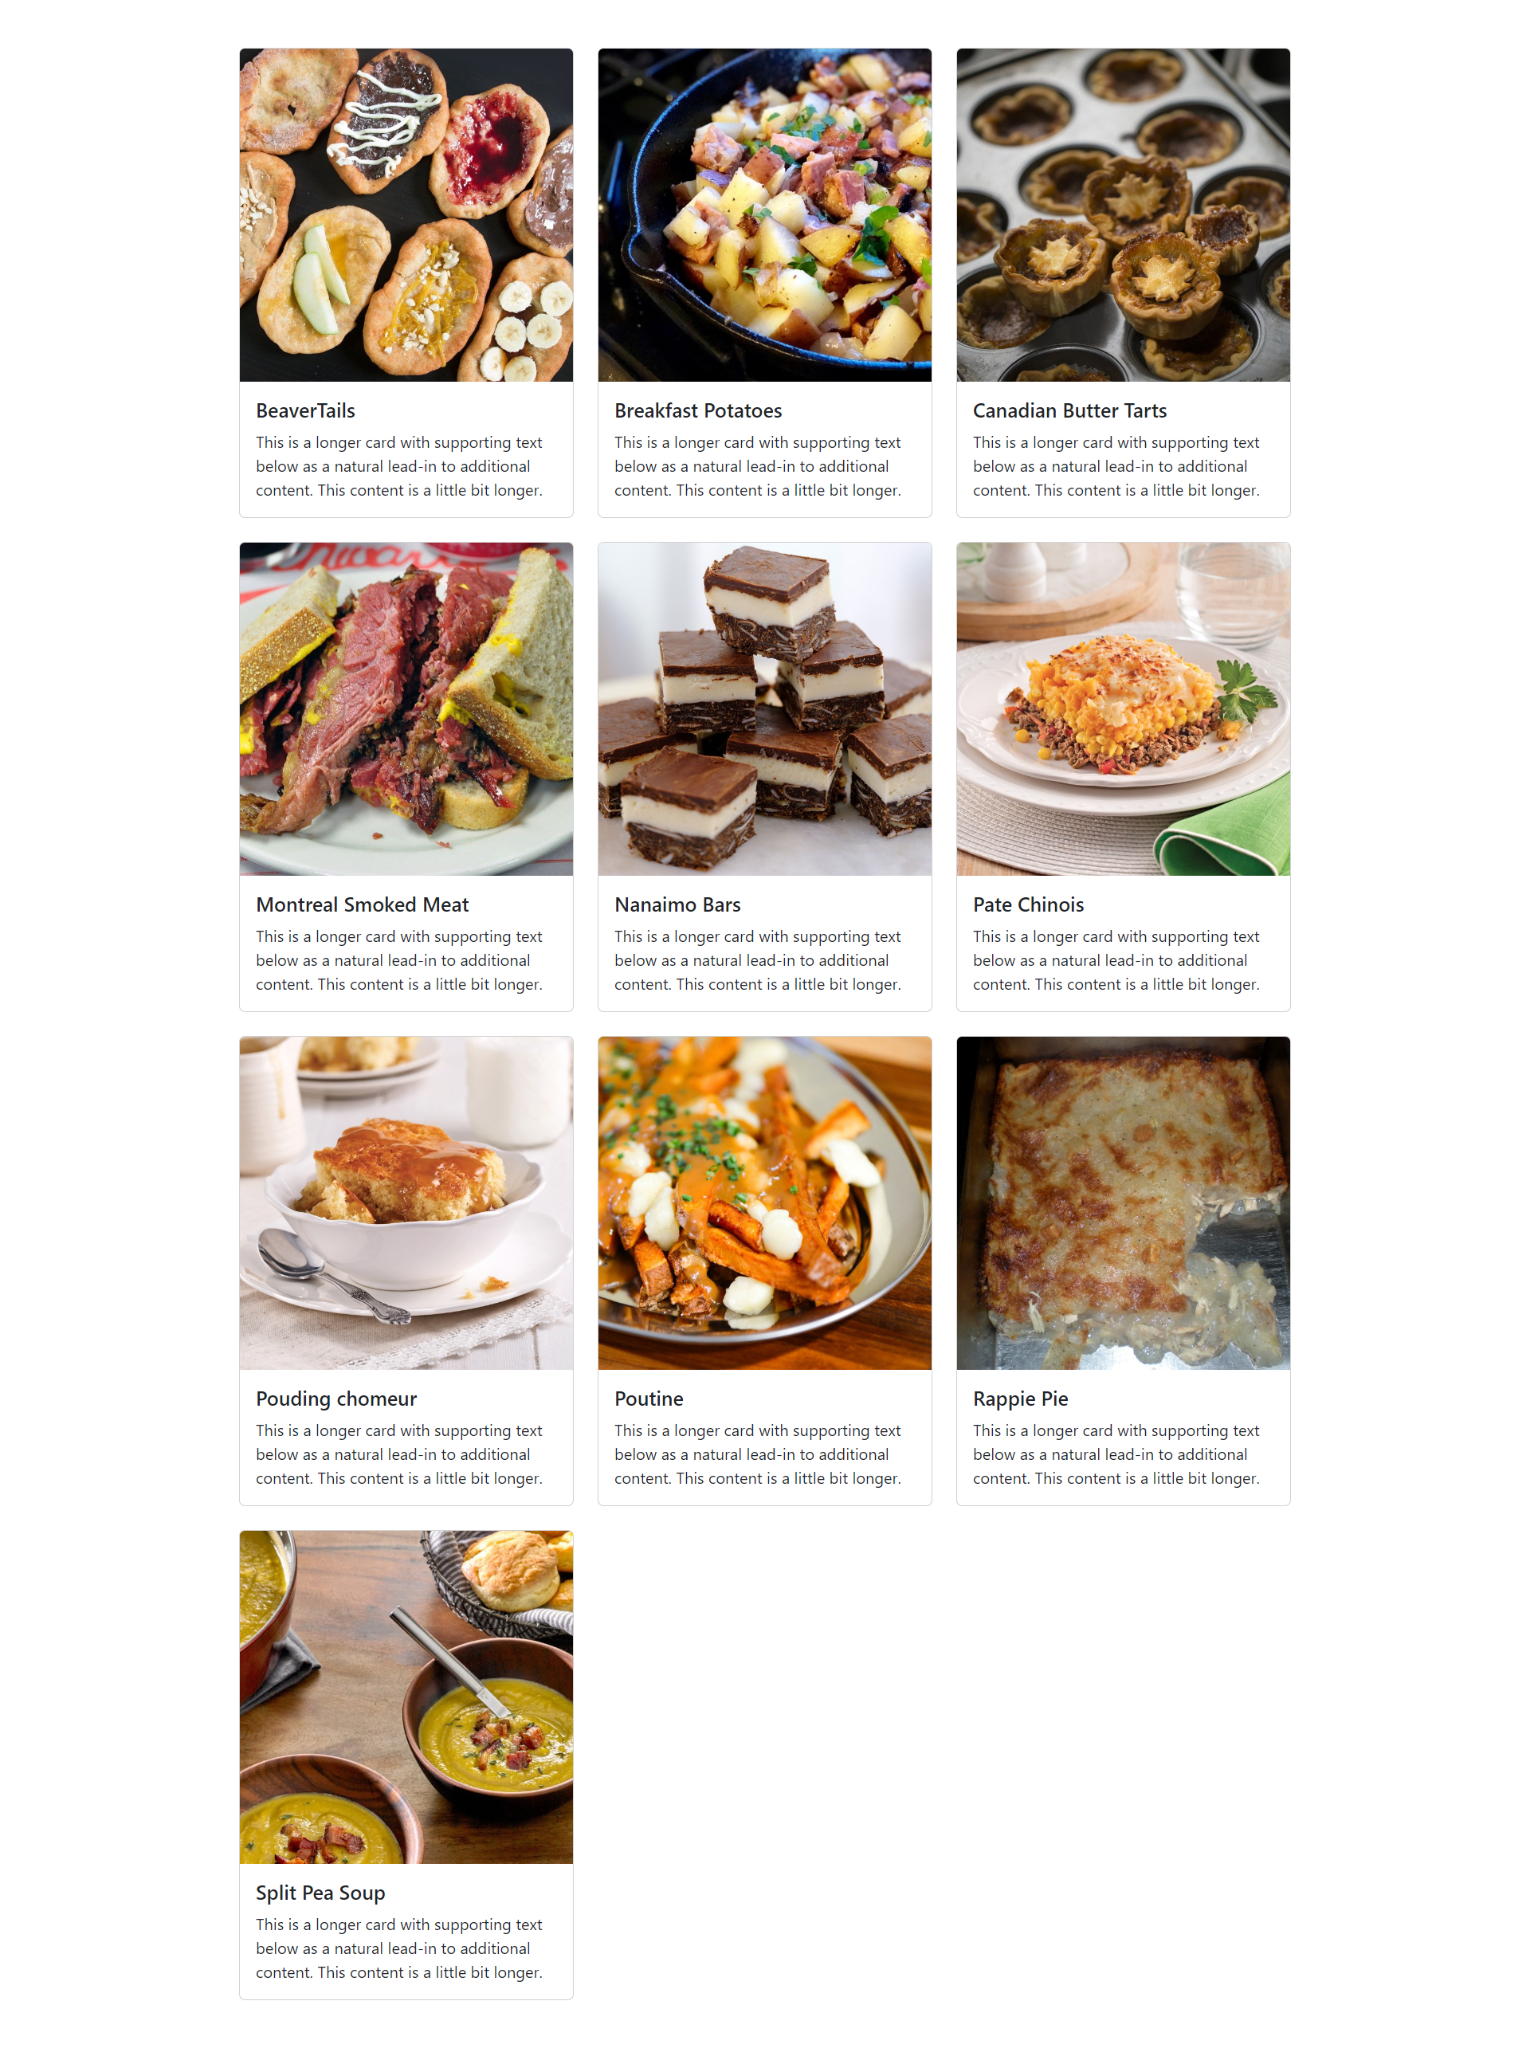 BeaverTails
This is a longer card with supporting text
below as a natural lead-in to additional
content. This content is a little bit longer.
Breakfast Potatoes
This is a longer card with supporting text
below as a natural lead-in to additional
content. This content is a little bit longer.
Canadian Butter Tarts
This is a longer card with supporting text
below as a natural lead-in to additional
content. This content is a little bit longer.
Montreal Smoked Meat
This is a longer card with supporting text
below as a natural lead-in to additional
content. This content is a little bit longer.
Nanaimo Bars
This is a longer card with supporting text
below as a natural lead-in to additional
content. This content is a little bit longer.
Pate Chinois
This is a longer card with supporting text
below as a natural lead-in to additional
content. This content is a little bit longer.
Pouding chomeur
This is a longer card with supporting text
below as a natural lead-in to additional
content. This content is a little bit longer.
Poutine
This is a longer card with supporting text
below as a natural lead-in to additional
content. This content is a little bit longer.
Rappie Pie
This is a longer card with supporting text
below as a natural lead-in to additional
content. This content is a little bit longer.
Split Pea Soup
This is a longer card with supporting text
below as a natural lead-in to additional
content. This content is a little bit longer.